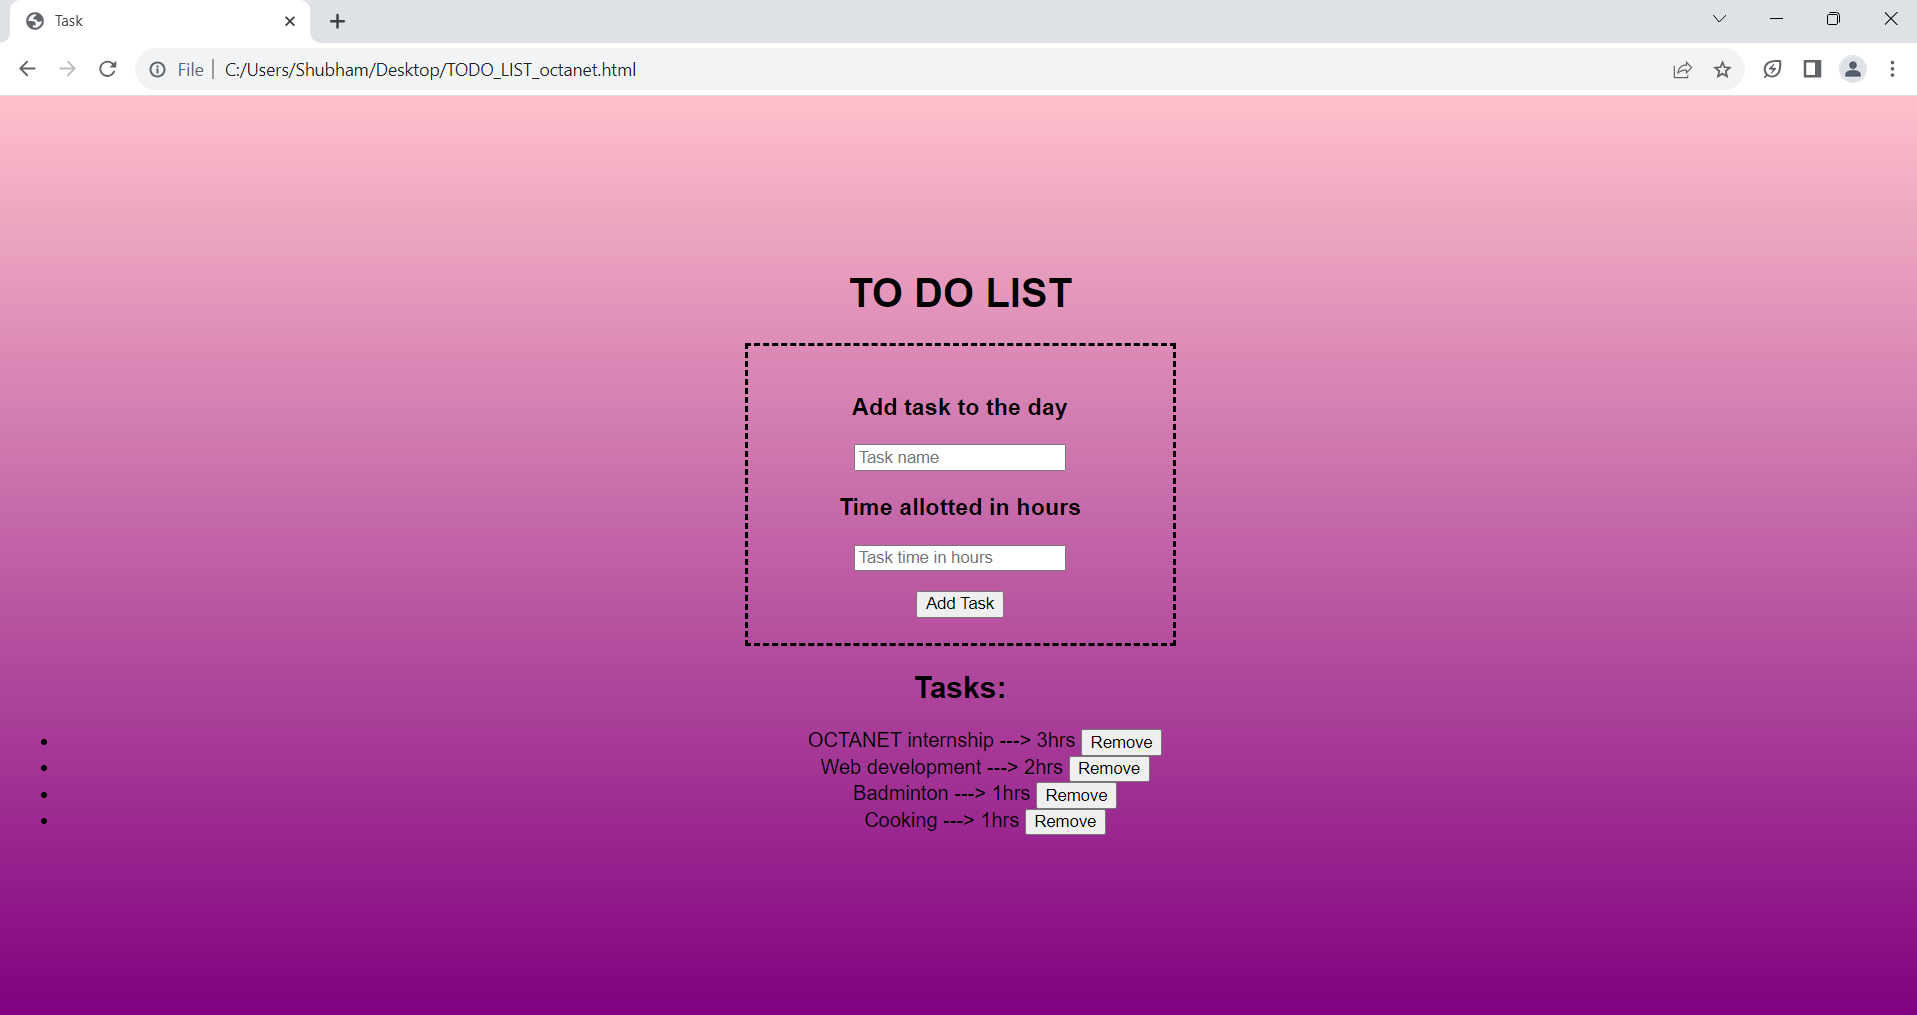 Task
File C:/Users/Shubham/Desktop/TODO_LIST_octanet.html
TO DO LIST
Add task to the day
Task name
Time allotted in hours
Task time in hours
Add Task
Tasks:
• OCTANET internship ---> 3hrs Remove
• Web development ---> 2hrs Remove
• Badminton ---> 1hrs Remove
• Cooking ---> 1hrs Remove